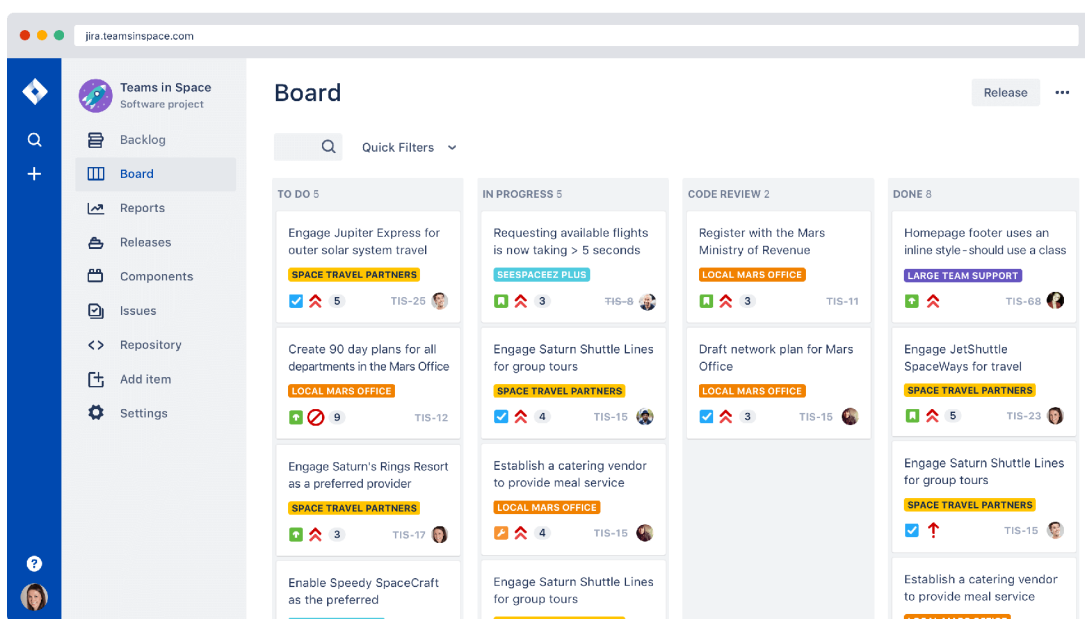 jira.teamsinspace.com
Teams in Space
Software project
Backlog
Board
Reports
Releases
Components
Issues
Repository
Add item
Settings
?
Board
Release
Quick Filters
TO DO 5
Engage Jupiter Express for
outer solar system travel
SPACE TRAVEL PARTNERS
5 TIS-25
Create 90 day plans for all
departments in the Mars Office
LOCAL MARS OFFICE
9 TIS-12
Engage Saturn's Rings Resort
as a preferred provider
SPACE TRAVEL PARTNERS
3 TIS-17
Enable Speedy SpaceCraft
as the preferred
IN PROGRESS 5
Requesting available flights
is now taking > 5 seconds
SEESPACEEZ PLUS
3 TIS-8
Engage Saturn Shuttle Lines
for group tours
SPACE TRAVEL PARTNERS
4 TIS-15
Establish a catering vendor
to provide meal service
LOCAL MARS OFFICE
4 TIS-15
Engage Saturn Shuttle Lines
for group tours
CODE REVIEW 2
Register with the Mars
Ministry of Revenue
LOCAL MARS OFFICE
3 TIS-11
Draft network plan for Mars
Office
LOCAL MARS OFFICE
3 TIS-15
DONE 8
Homepage footer uses an
inline style-should use a class
LARGE TEAM SUPPORT
TIS-68
Engage JetShuttle
SpaceWays for travel
SPACE TRAVEL PARTNERS
5 TIS-23
Engage Saturn Shuttle Lines
for group tours
SPACE TRAVEL PARTNERS
TIS-15
Establish a catering vendor
to provide meal service
LOCAL MARS OFFICE